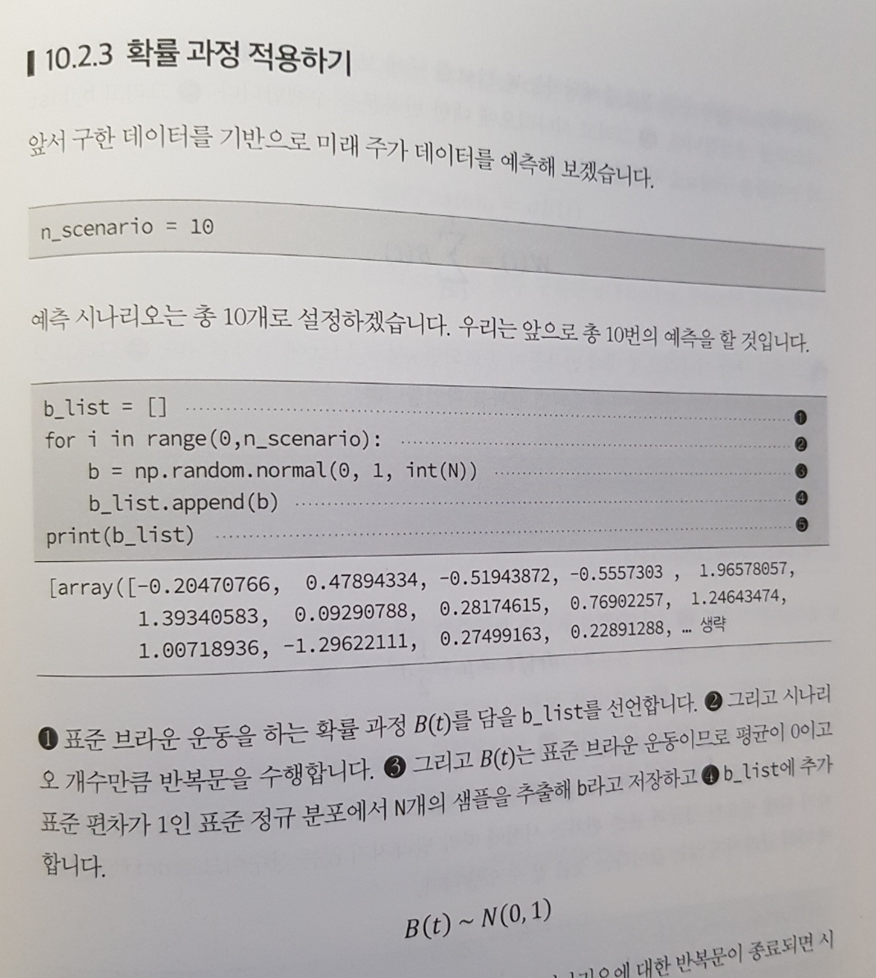 10.2.3 확률 과정 적용하기
앞서 구한 데이터를 기반으로 미래 주가 데이터를 예측해 보겠습니다.
n_scenario = 10
예측 시나리오는 총 10개로 설정하겠습니다. 우리는 앞으로 총 10번의 예측을 할 것입니다.
b_list = [] ❶
for i in range(0,n_scenario): ❷
    b = np.random.normal(0, 1, int(N)) ❸
    b_list.append(b) ❹
print(b_list) ❺
[array([-0.20470766, 0.47894334, -0.51943872, -0.5557303 , 1.96578057,
1.39340583, 0.09290788, 0.28174615, 0.76902257, 1.24643474,
1.00718936, -1.29622111, 0.27499163, 0.22891288, … 생략
❶ 표준 브라운 운동을 하는 확률 과정 B(t)를 담을 b_list를 선언합니다. ❷ 그리고 시나리
오 개수만큼 반복문을 수행합니다. ❸ 그리고 B(t)는 표준 브라운 운동이므로 평균이 0이고
표준 편차가 1인 표준 정규 분포에서 N개의 샘플을 추출해 b라고 저장하고 ❹ b_list에 추가
합니다.
B(t) ~ N(0,1)
대한 반복문이 종료되면 시